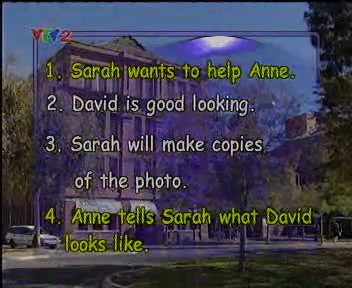 VTV2
1. Sarah wants to help Anne.
2. David is good looking.
3. Sarah will make copies
of the photo.
4. Anne tells Sarah what David
looks like.